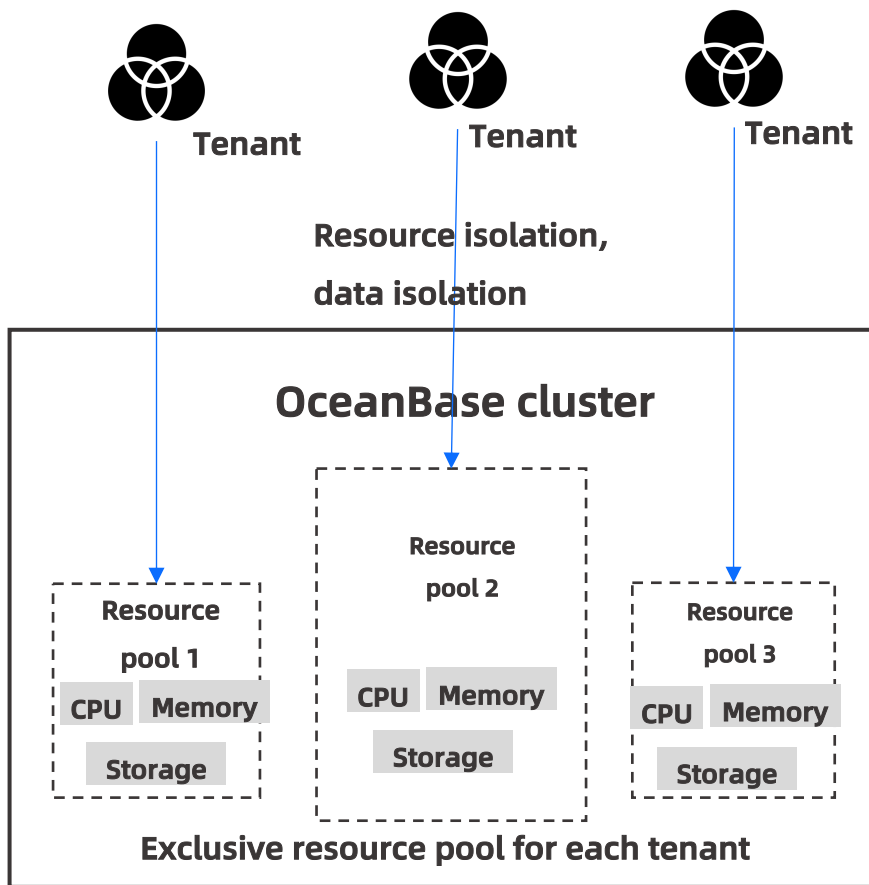 Tenant
Tenant
Tenant
Resource isolation,
data isolation
OceanBase cluster
Resource
pool 1
CPU
Memory
Storage
Resource
pool 2
CPU
Memory
Storage
Resource
pool 3
CPU
Memory
Storage
Exclusive resource pool for each tenant